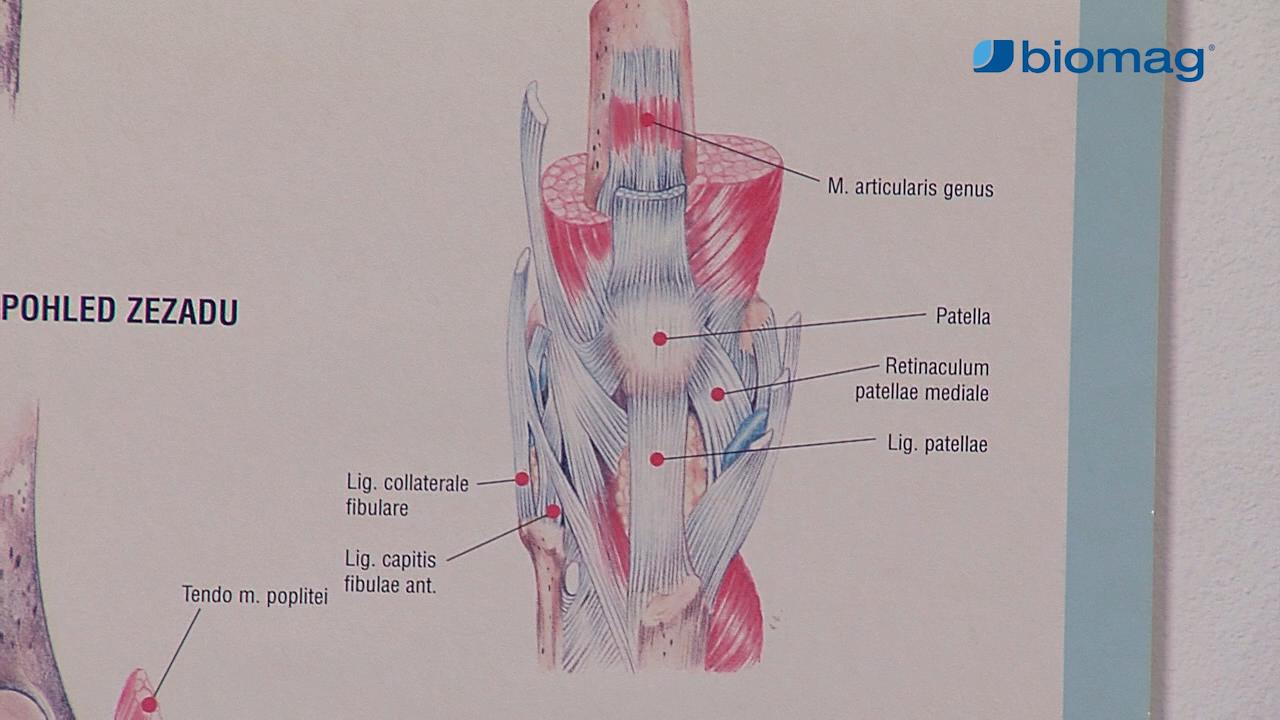 biomag®
M. articularis genus
POHLED ZEZADU
Patella
Retinaculum
patellae mediale
Lig. patellae
Lig. collaterale
fibulare
Lig. capitis
fibulae ant.
Tendo m. poplitei